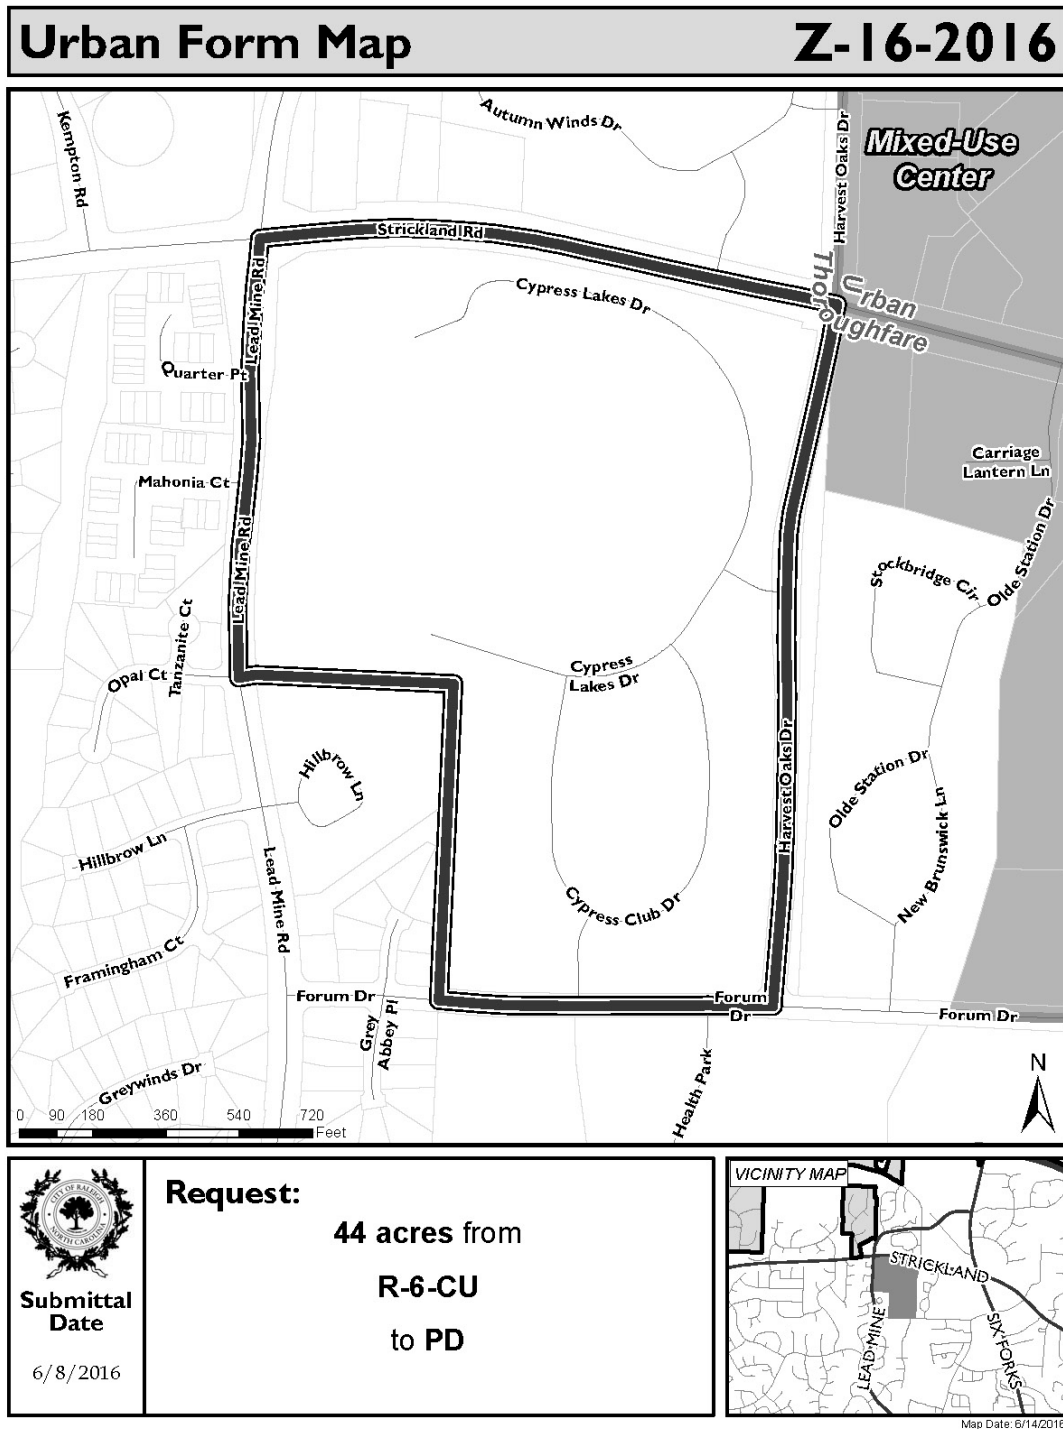 Urban Form Map
Z-16-2016
Kempton Rd
Autumn Winds Dr
Harvest Oaks Dr
Mixed-Use
Center
Strickland Rd
Lead Mine Rd
Cypress Lakes Dr
Urban
Thoroughfare
Quarter Pt
Carriage
Lantern Ln
Mahonia Ct
Lead Mine Rd
Olde Station Dr
Stockbridge Cir
Tanzanite Ct
Opal Ct
Cypress
Lakes Dr
Hillbrow Ln
Harvest Oaks Dr
Olde Station Dr
Hillbrow Ln
New Brunswick Ln
Lead Mine Rd
Cypress Club Dr
Framingham Ct
Forum Dr
Forum
Dr
Forum Dr
Grey
Abbey Pl
Greywinds Dr
Health Park
N
0 90 180 360 540 720
Feet
CITY OF RALEIGH
NORTH CAROLINA
Submittal
Date
6/8/2016
Request:
44 acres from
R-6-CU
to PD
VICINITY MAP
STRICKLAND
LEAD MINE
SIX FORKS
Map Date: 6/14/2016